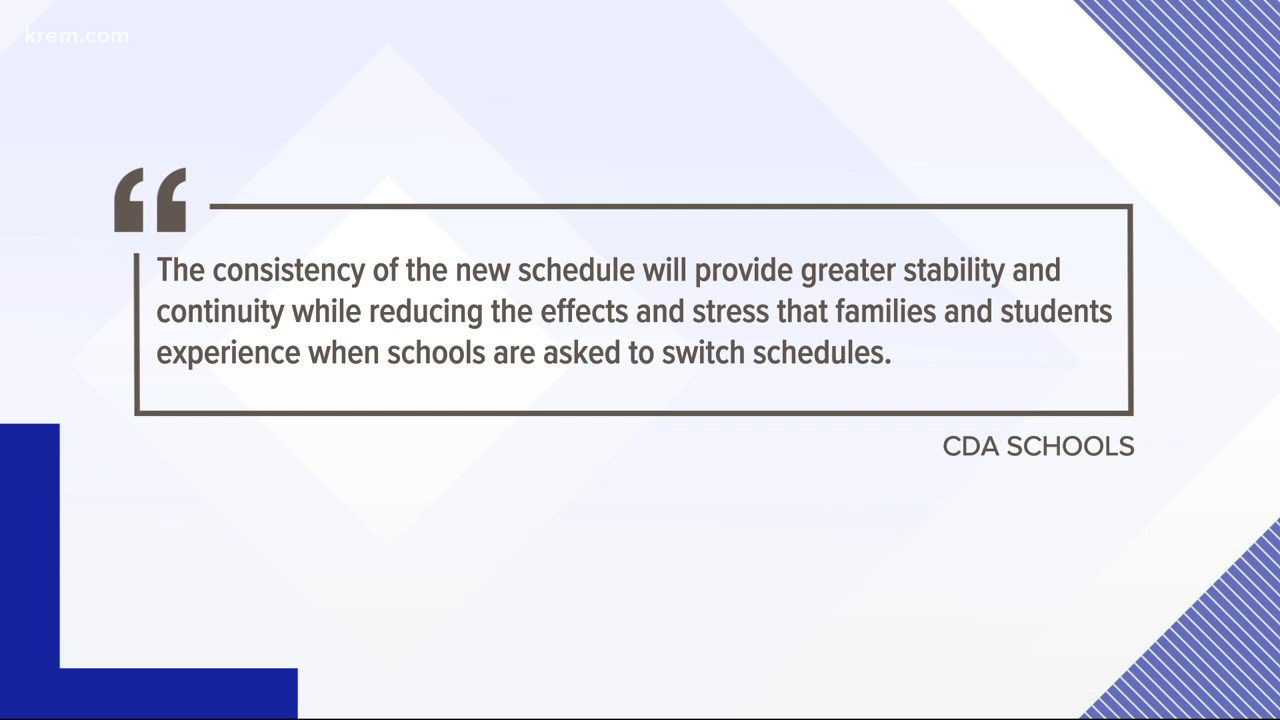 krem.com
“
The consistency of the new schedule will provide greater stability and
continuity while reducing the effects and stress that families and students
experience when schools are asked to switch schedules.
CDA SCHOOLS